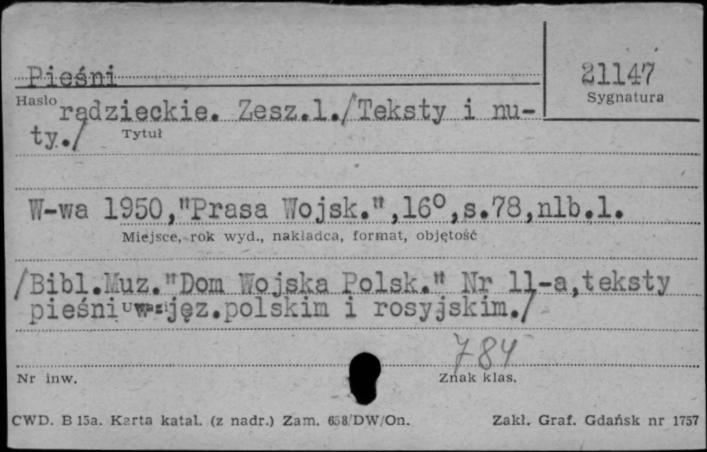 Pieśni
21147
Hasło
Sygnatura
radzieckie. Zesz.1./Teksty i nu-
ty./
Tytuł
W-wa 1950,"Prasa Wojsk.",16°,s.78,nlb.1.
Miejsce, rok wyd., nakładca, format, objętość
/Bibl.Muz."Dom Wojska Polsk." Nr 11-a,teksty
pieśni w jęz.polskim i rosyjskim./
784
Nr inw.
Znak klas.
CWD. B 15a. Karta katal. (z nadr.) Zam. 658/DW/On.
Zakł. Graf. Gdańsk nr 1757